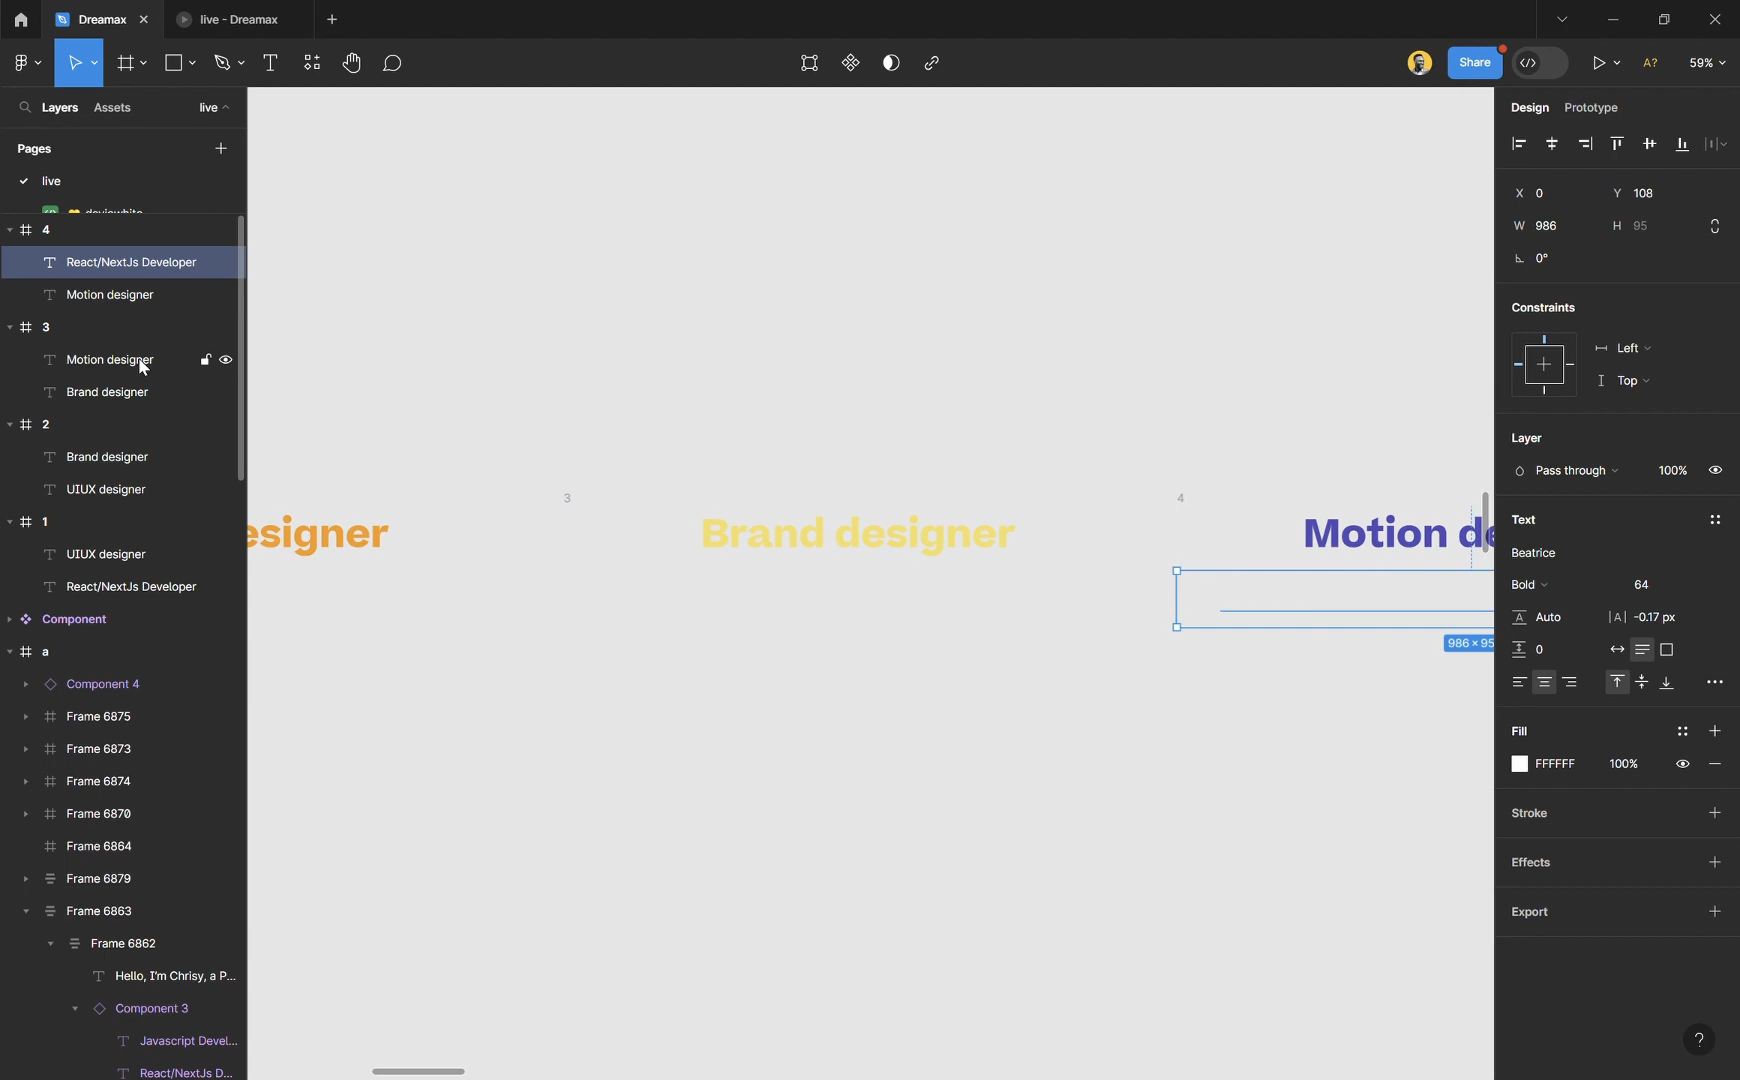 Dreamax
live - Dreamax
Share
A?
59%
Layers
Assets
live
Pages
live
4
React/NextJs Developer
Motion designer
3
Motion designer
Brand designer
2
Brand designer
UIUX designer
1
UIUX designer
React/NextJs Developer
Component
a
Component 4
Frame 6875
Frame 6873
Frame 6874
Frame 6870
Frame 6864
Frame 6879
Frame 6863
Frame 6862
Hello, I'm Chrisy, a P...
Component 3
Javascript Devel...
React/NextJs D...
3
4
esigner
Brand designer
Motion de
986 × 95
Design
Prototype
X 0
Y 108
W 986
H 95
0°
Constraints
Left
Top
Layer
Pass through
100%
Text
Beatrice
Bold
64
A Auto
|A| -0.17 px
0
Fill
FFFFFF
100%
Stroke
Effects
Export
?